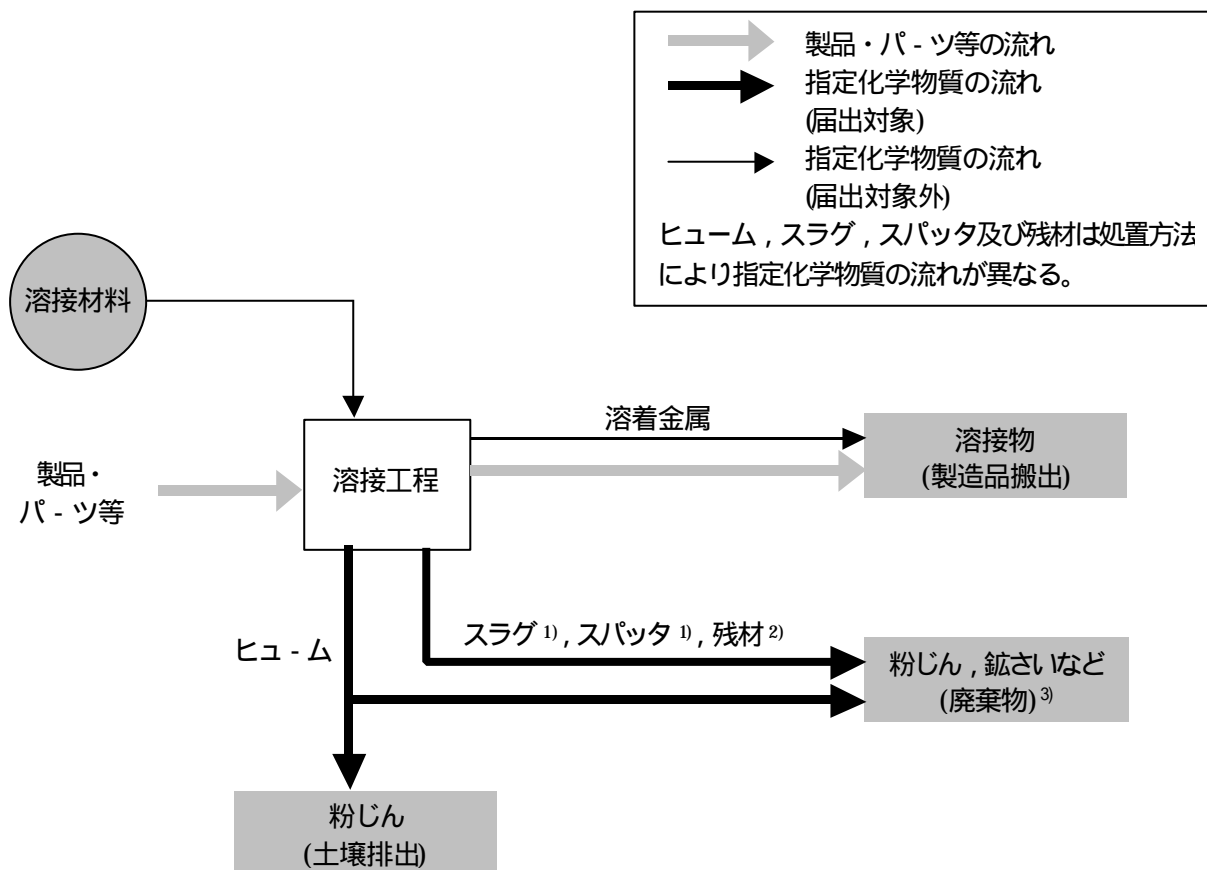 製品・パ - ツ等の流れ
指定化学物質の流れ
(届出対象)
指定化学物質の流れ
(届出対象外)
ヒューム , スラグ , スパッタ及び残材は処置方法
により指定化学物質の流れが異なる。
溶接材料
製品・
パ - ツ等
溶接工程
溶着金属
溶接物
(製造品搬出)
ヒュ - ム
スラグ 1) , スパッタ 1) , 残材 2)
粉じん , 鉱さいなど
(廃棄物) 3)
粉じん
(土壌排出)